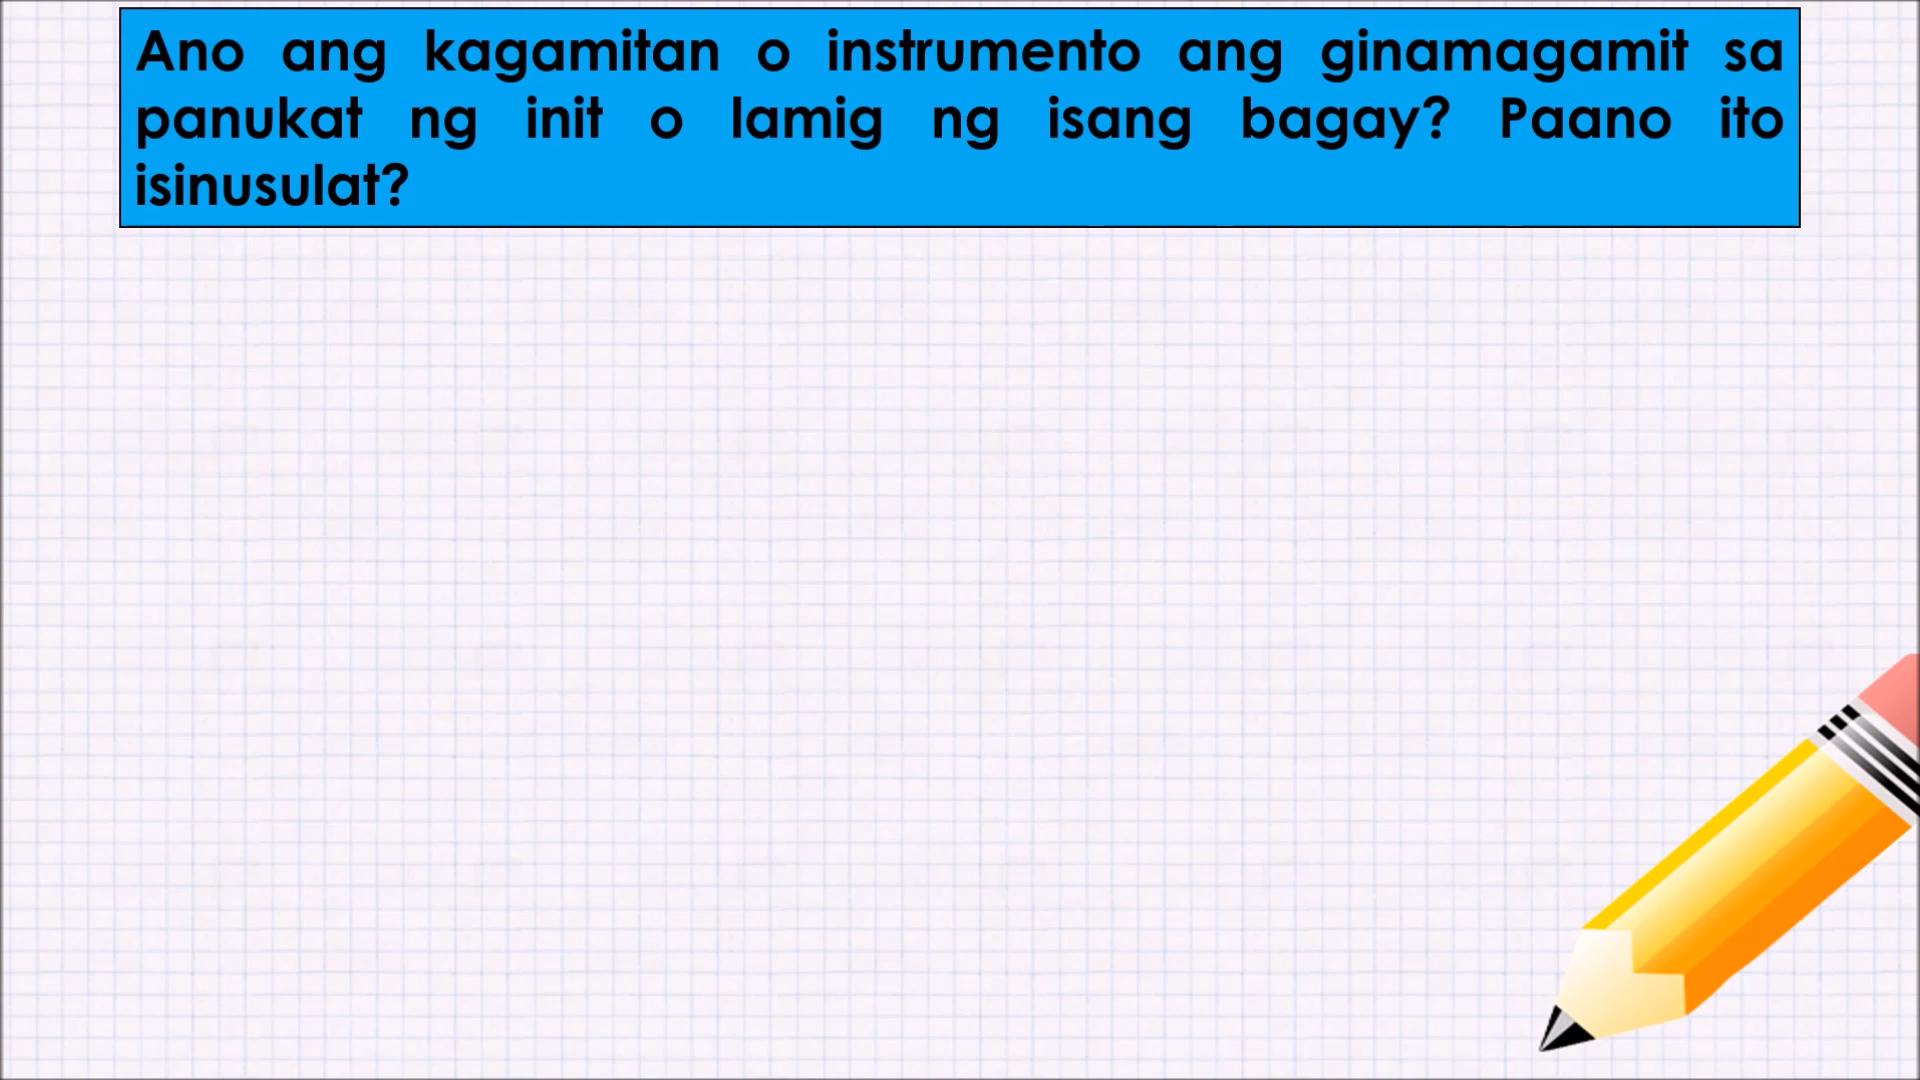 Ano ang kagamitan o instrumento ang ginamagamit sa
panukat ng init o lamig ng isang bagay? Paano ito
isinusulat?